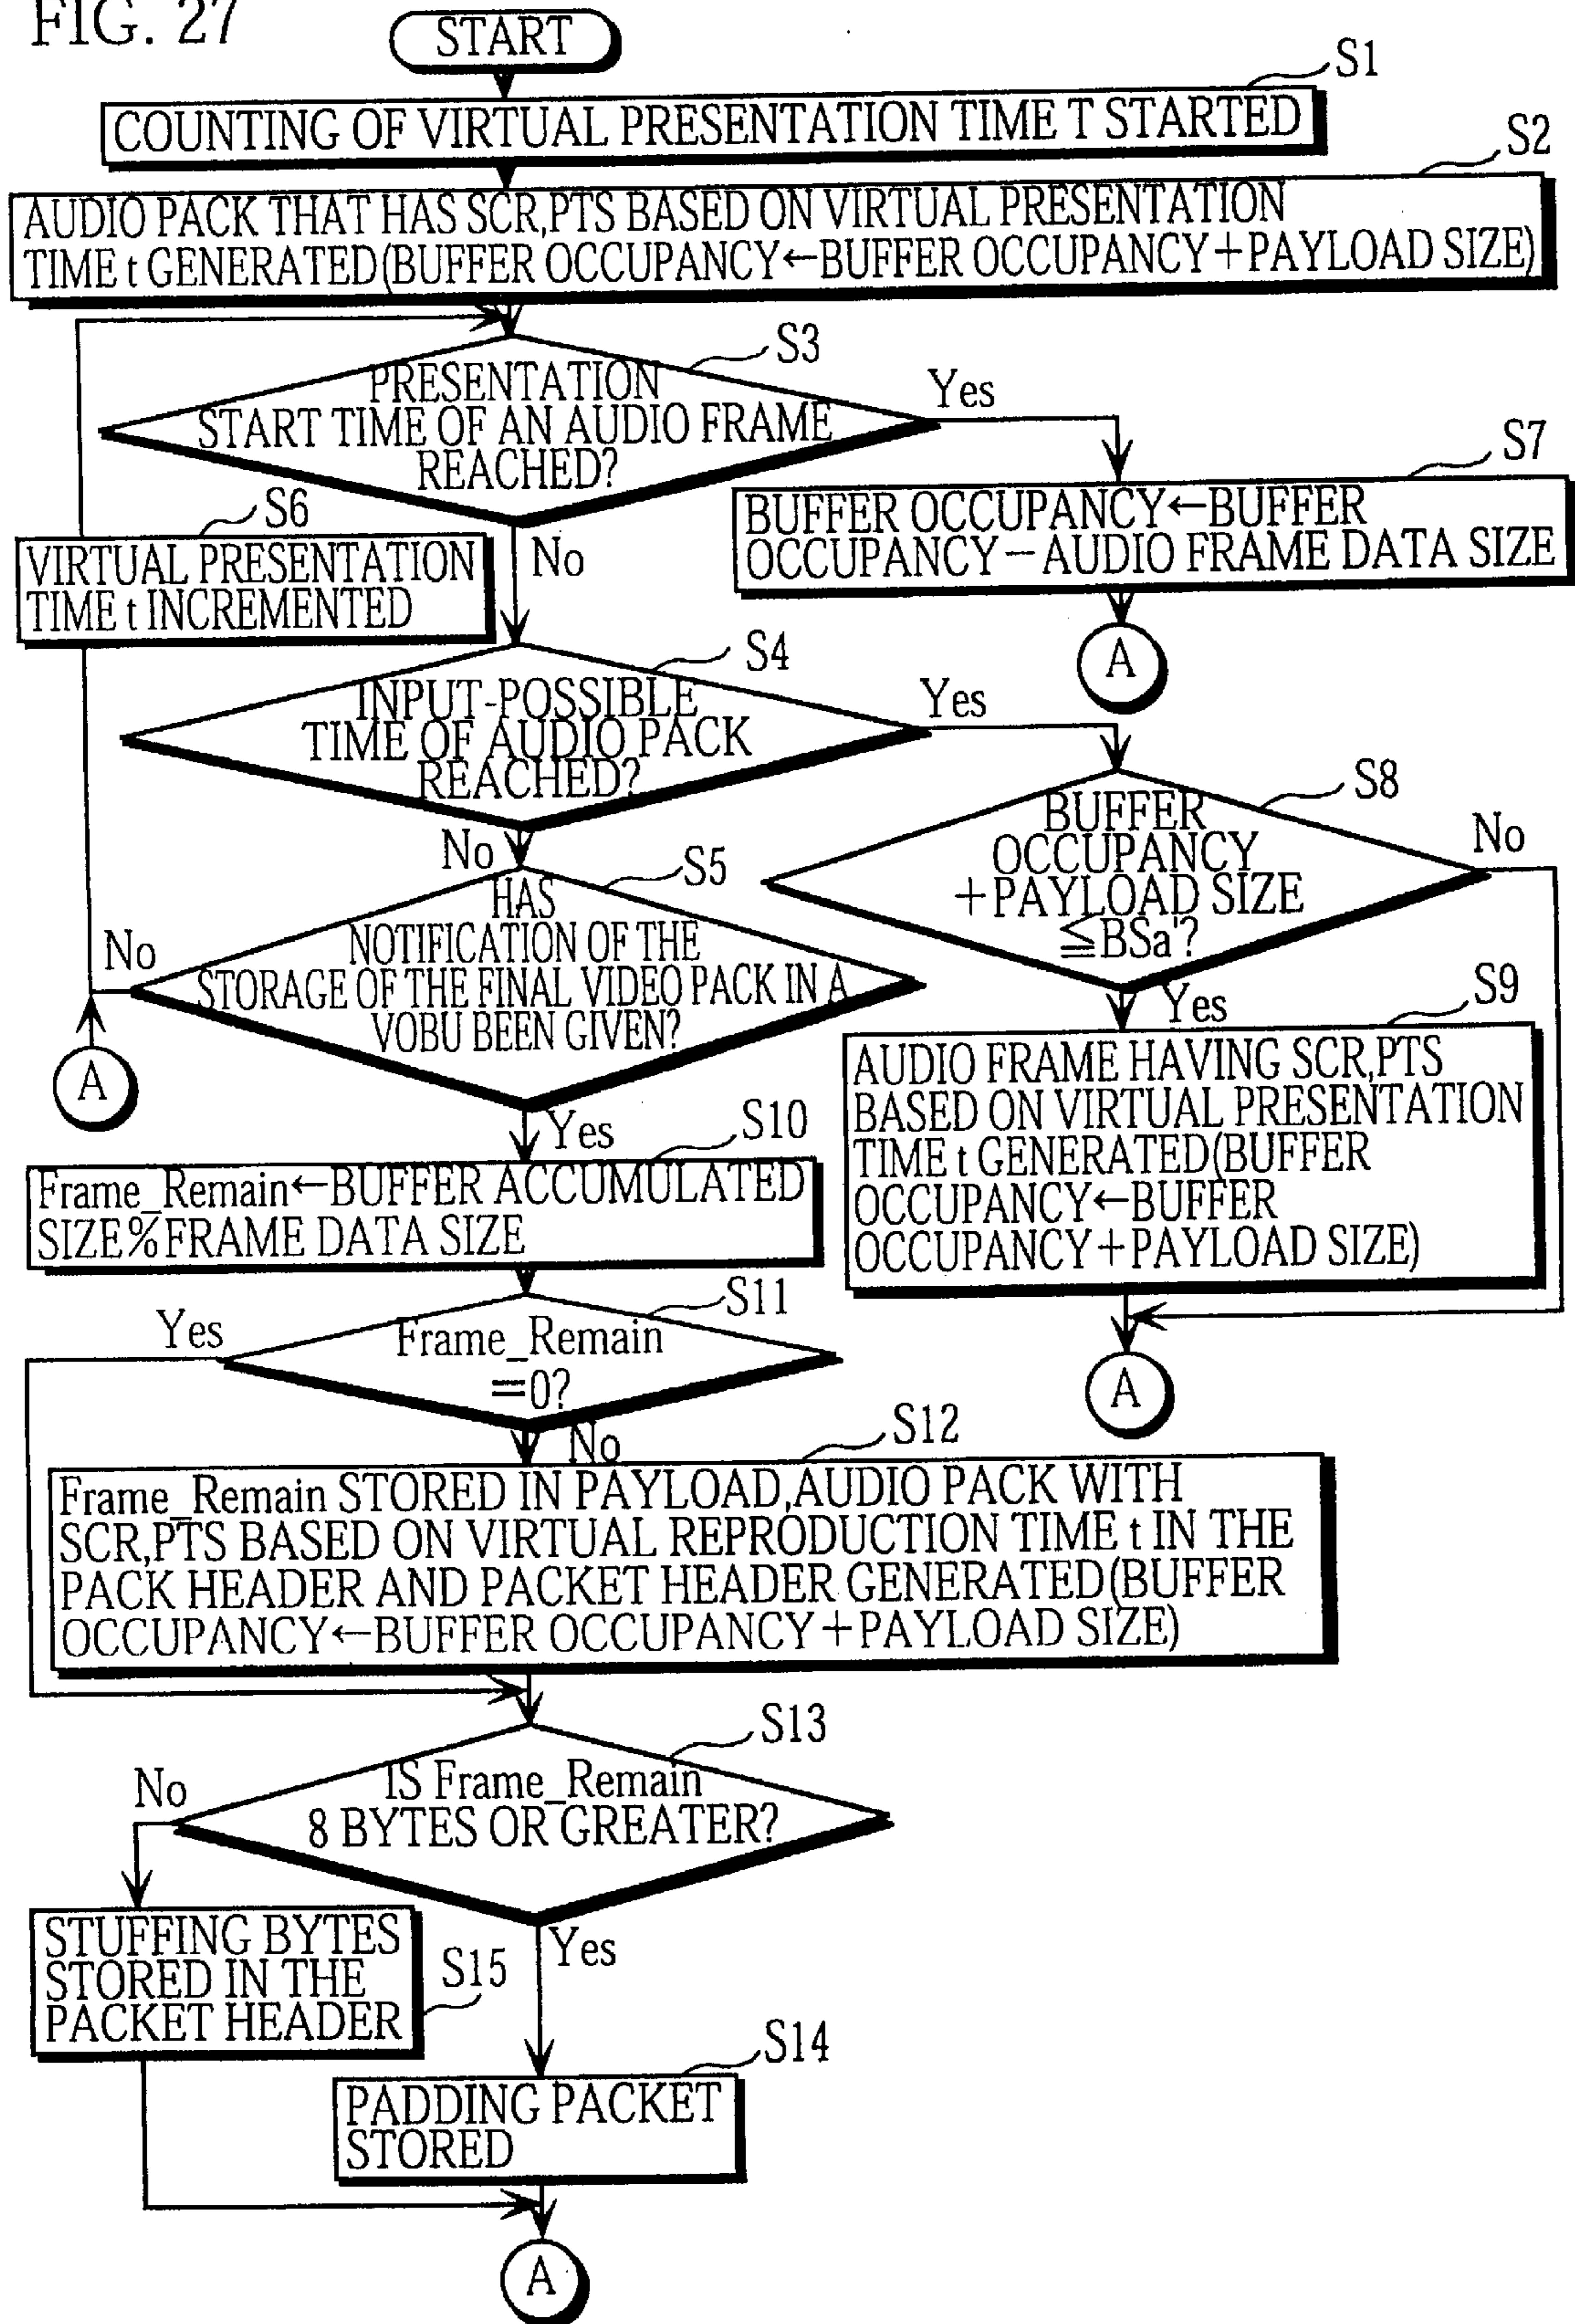 FIG. 27
START
S1
COUNTING OF VIRTUAL PRESENTATION TIME T STARTED
S2
AUDIO PACK THAT HAS SCR,PTS BASED ON VIRTUAL PRESENTATION
TIME t GENERATED(BUFFER OCCUPANCY←BUFFER OCCUPANCY+PAYLOAD SIZE)
S3
PRESENTATION
START TIME OF AN AUDIO FRAME
REACHED?
Yes
No
S7
BUFFER OCCUPANCY←BUFFER
OCCUPANCY−AUDIO FRAME DATA SIZE
A
S6
VIRTUAL PRESENTATION
TIME t INCREMENTED
S4
INPUT-POSSIBLE
TIME OF AUDIO PACK
REACHED?
Yes
No
S8
BUFFER
OCCUPANCY
+PAYLOAD SIZE
≦BSa'?
No
Yes
S5
HAS
NOTIFICATION OF THE
STORAGE OF THE FINAL VIDEO PACK IN A
VOBU BEEN GIVEN?
No
Yes
A
S9
AUDIO FRAME HAVING SCR,PTS
BASED ON VIRTUAL PRESENTATION
TIME t GENERATED(BUFFER
OCCUPANCY←BUFFER
OCCUPANCY+PAYLOAD SIZE)
A
S10
Frame_Remain←BUFFER ACCUMULATED
SIZE%FRAME DATA SIZE
S11
Frame_Remain
=0?
Yes
No
S12
Frame_Remain STORED IN PAYLOAD,AUDIO PACK WITH
SCR,PTS BASED ON VIRTUAL REPRODUCTION TIME t IN THE
PACK HEADER AND PACKET HEADER GENERATED(BUFFER
OCCUPANCY←BUFFER OCCUPANCY+PAYLOAD SIZE)
S13
IS Frame_Remain
8 BYTES OR GREATER?
No
Yes
STUFFING BYTES
STORED IN THE
PACKET HEADER
S15
S14
PADDING PACKET
STORED
A